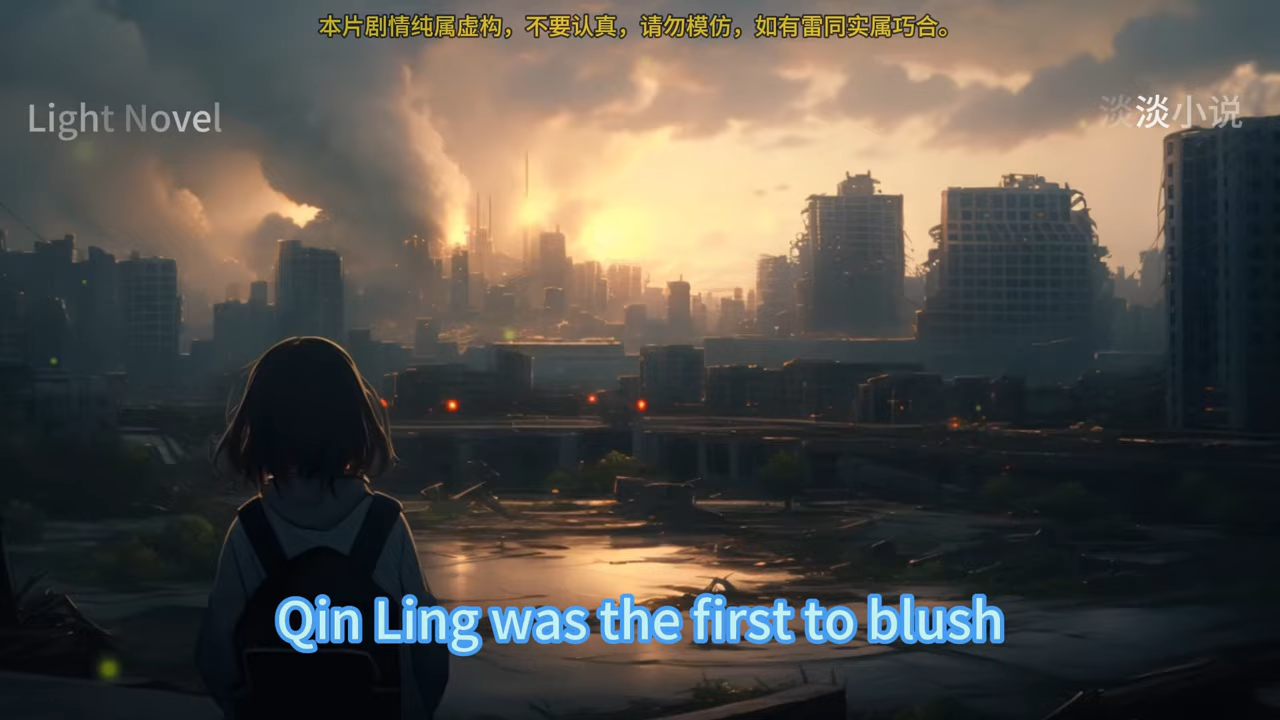 本片剧情纯属虚构，不要认真，请勿模仿，如有雷同实属巧合。
Light Novel
淡淡小说
Qin Ling was the first to blush